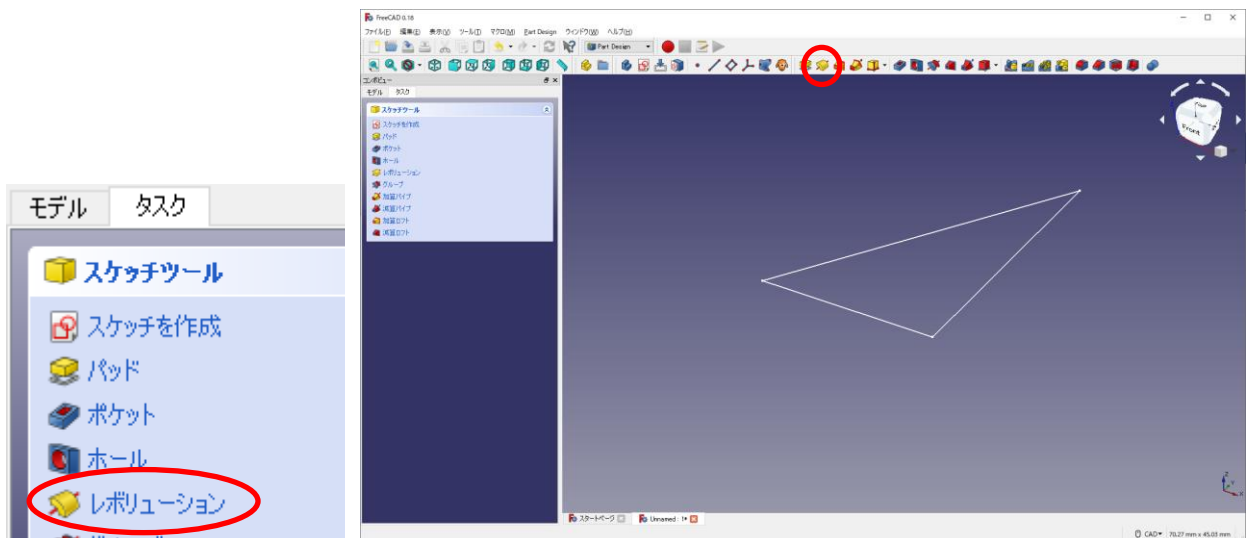 モデル タスク
スケッチツール
スケッチを作成
パッド
ポケット
ホール
レボリューション
FreeCAD 0.18
ファイル(F) 編集(E) 表示(V) ツール(T) マクロ(M) Part Design ウィンドウ(W) ヘルプ(H)
Part Design
コンボビュー
モデル タスク
スケッチツール
スケッチを作成
パッド
ポケット
ホール
レボリューション
グルーブ
加算パイプ
減算パイプ
加算ロフト
減算ロフト
Top
Front
Z
Y
X
スタートページ Unnamed : 1*
CAD 70.27 mm x 45.03 mm